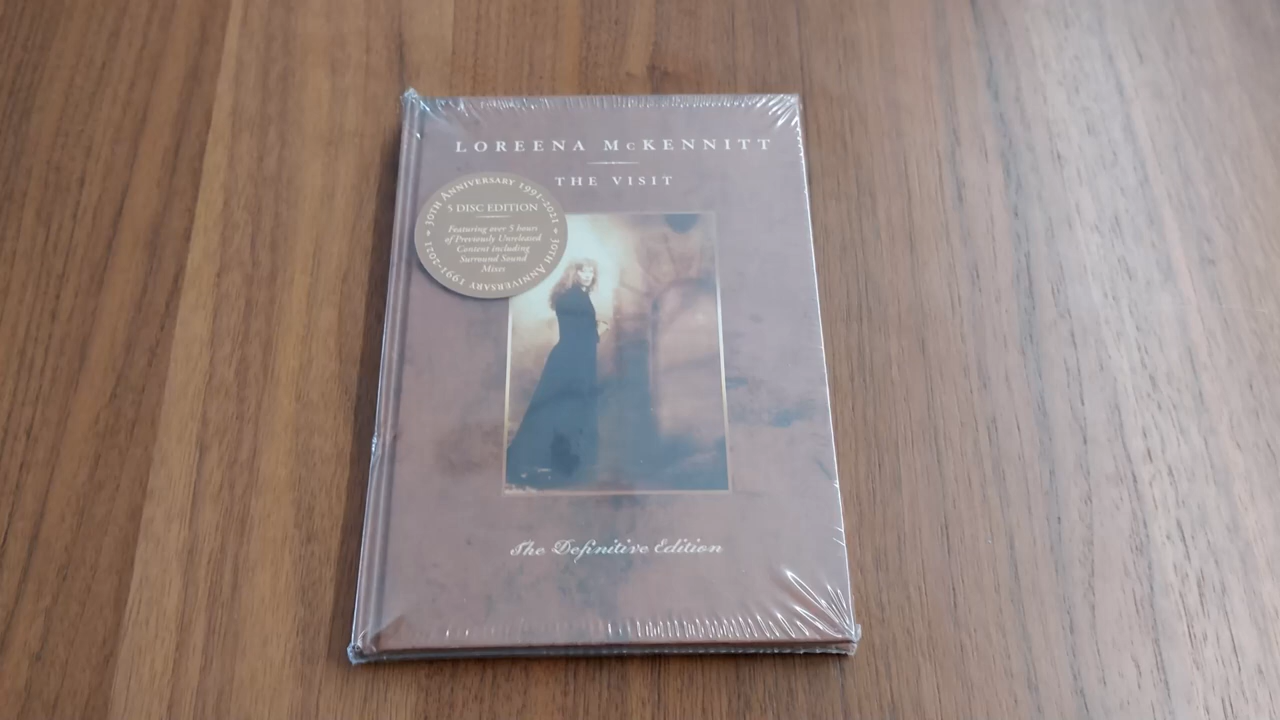 LOREENA McKENNITT
THE VISIT
30TH ANNIVERSARY 1991-2021 • 30TH ANNIVERSARY 1991-2021 •
5 DISC EDITION
Featuring over 5 hours
of Previously Unreleased
Content including
Surround Sound
Mixes
The Definitive Edition